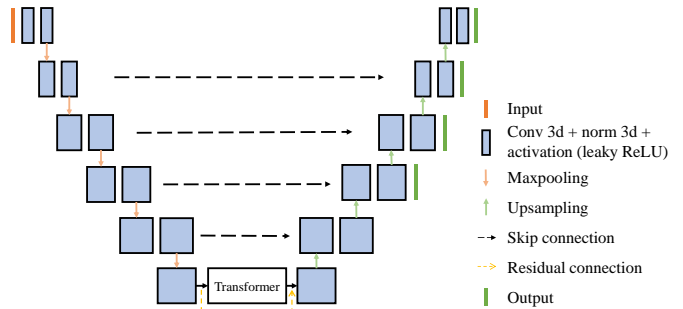 Input
Conv 3d + norm 3d +
activation (leaky ReLU)
Maxpooling
Upsampling
Skip connection
Residual connection
Output
Transformer